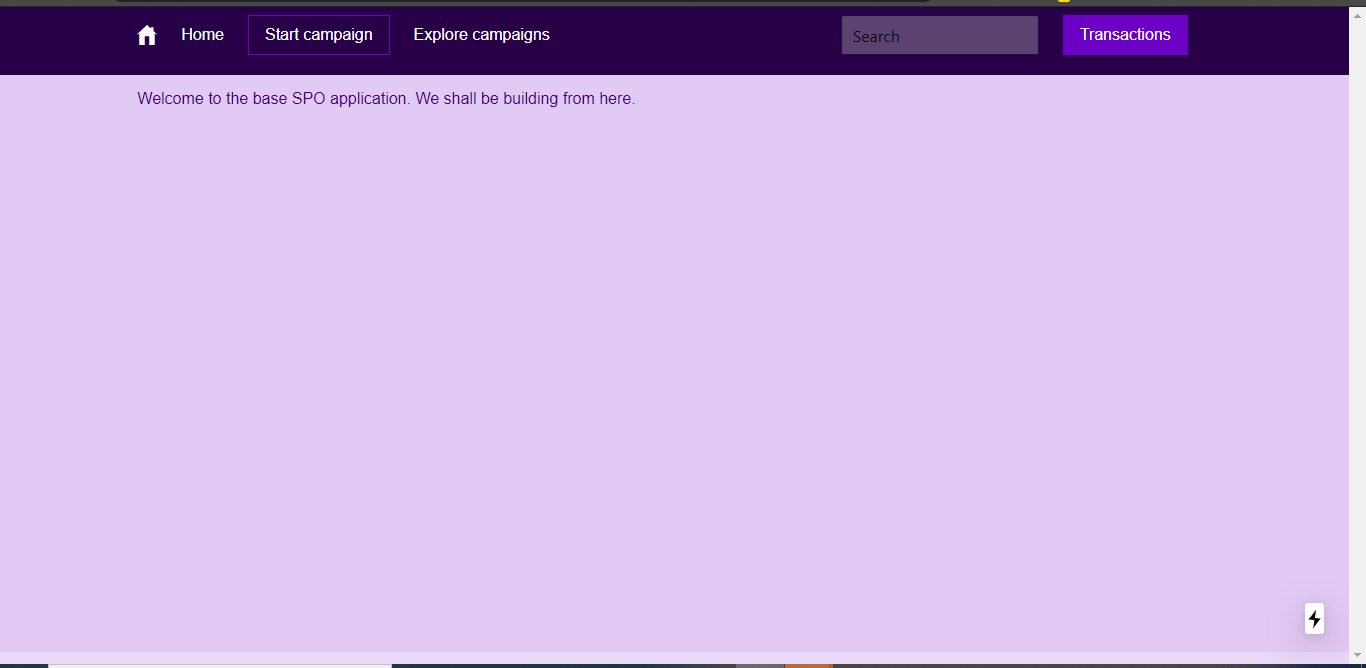 Home Start campaign Explore campaigns Search Transactions
Welcome to the base SPO application. We shall be building from here.